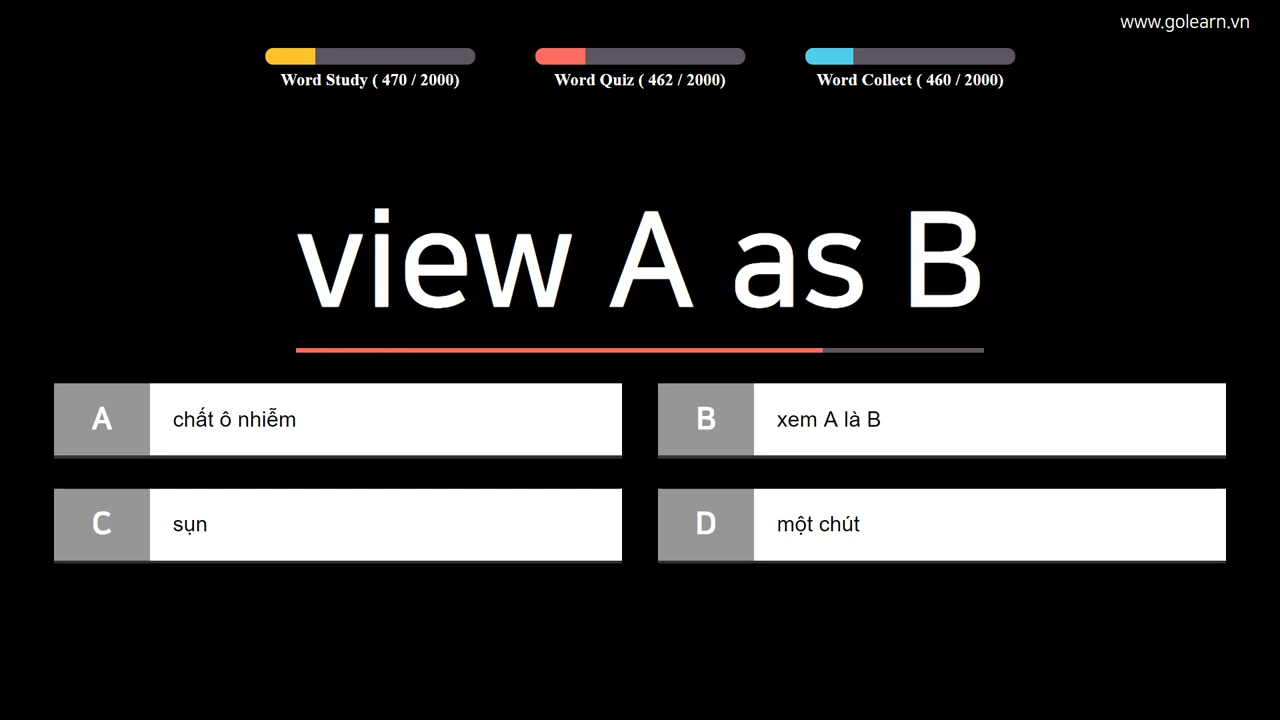 www.golearn.vn
Word Study ( 470 / 2000)
Word Quiz ( 462 / 2000)
Word Collect ( 460 / 2000)
view A as B
A chất ô nhiễm
B xem A là B
C sụn
D một chút